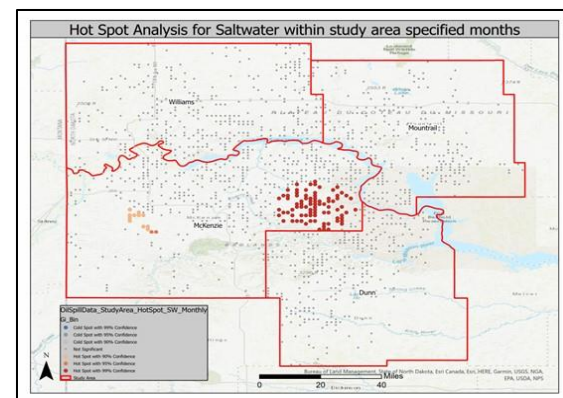 Hot Spot Analysis for Saltwater within study area specified months
Williams
Mountrail
McKenzie
Dunn
OilSpillData_StudyArea_HotSpot_SW_Monthly
Gi_Bin
Cold Spot with 99% Confidence
Cold Spot with 95% Confidence
Cold Spot with 90% Confidence
Not Significant
Hot Spot with 90% Confidence
Hot Spot with 95% Confidence
Hot Spot with 99% Confidence
Study Area
N
0 20 40 Miles
Bureau of Land Management, State of North Dakota, Esri Canada, Esri, HERE, Garmin, USGS, NGA,
EPA, USDA, NPS